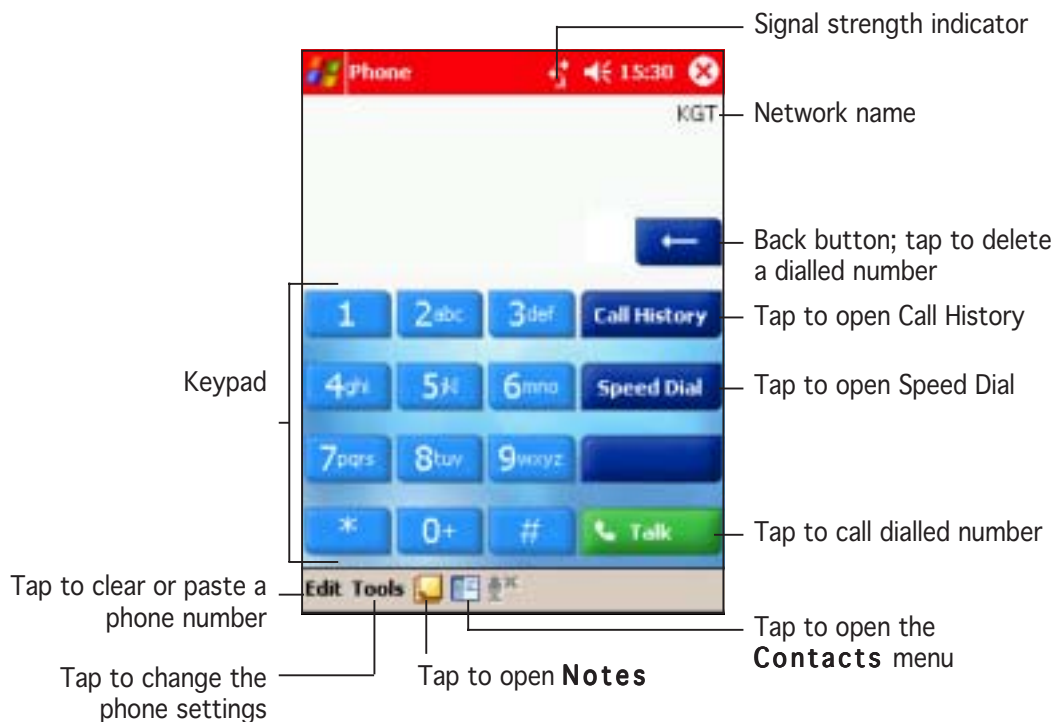 Signal strength indicator
Phone 15:30
KGT
Network name
Back button; tap to delete
a dialled number
1 2abc 3def Call History
Tap to open Call History
Keypad
4ghi 5jkl 6mno Speed Dial
Tap to open Speed Dial
7pqrs 8tuv 9wxyz
* 0+ # Talk
Tap to call dialled number
Tap to clear or paste a
phone number
Edit Tools
Tap to open the
Contacts menu
Tap to open Notes
Tap to change the
phone settings